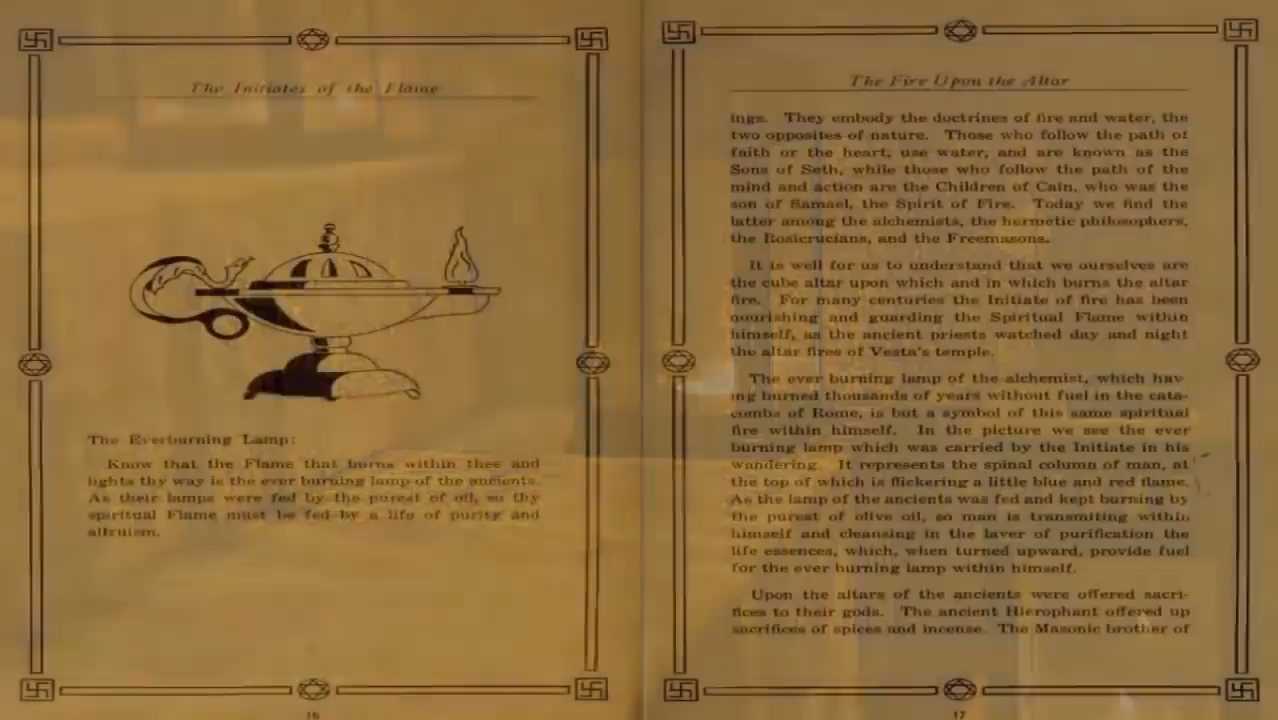 The Initiates of the Flame
The Everburning Lamp:
Know that the Flame that burns within thee and
lights thy way is the ever burning lamp of the ancients.
As their lamps were fed by the purest of oil, so thy
spiritual Flame must be fed by a life of purity and
altruism.
16
The Fire Upon the Altar
ings. They embody the doctrines of fire and water, the
two opposites of nature. Those who follow the path of
faith or the heart, use water, and are known as the
Sons of Seth, while those who follow the path of the
mind and action are the Children of Cain, who was the
son of Samael, the Spirit of Fire. Today we find the
latter among the alchemists, the hermetic philosophers,
the Rosicrucians, and the Freemasons.
It is well for us to understand that we ourselves are
the cube altar upon which and in which burns the altar
fire. For many centuries the Initiate of fire has been
nourishing and guarding the Spiritual Flame within
himself, as the ancient priests watched day and night
the altar fires of Vesta's temple.
The ever burning lamp of the alchemist, which hav-
ing burned thousands of years without fuel in the cata-
combs of Rome, is but a symbol of this same spiritual
fire within himself. In the picture we see the ever
burning lamp which was carried by the Initiate in his
wandering. It represents the spinal column of man, at
the top of which is flickering a little blue and red flame.
As the lamp of the ancients was fed and kept burning by
the purest of olive oil, so man is transmiting within
himself and cleansing in the laver of purification the
life essences, which, when turned upward, provide fuel
for the ever burning lamp within himself.
Upon the altars of the ancients were offered sacri-
fices to their gods. The ancient Hierophant offered up
sacrifices of spices and incense. The Masonic brother of
17